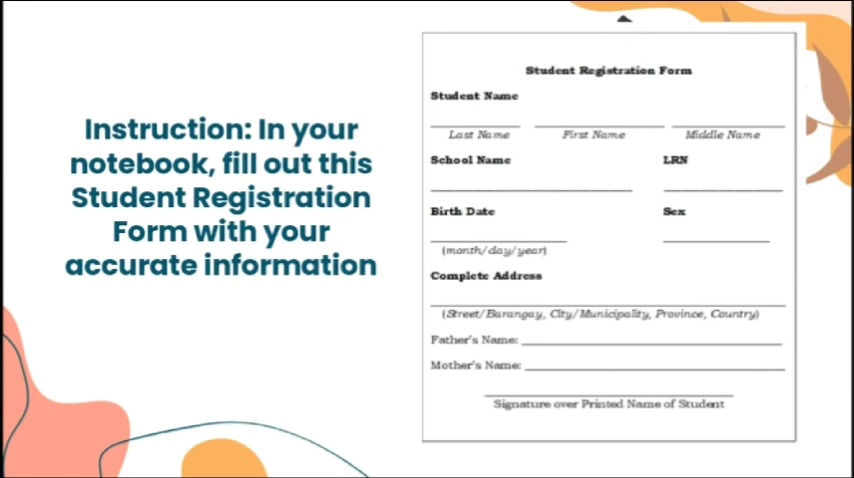 Instruction: In your
notebook, fill out this
Student Registration
Form with your
accurate information
Student Registration Form
Student Name
Last Name First Name Middle Name
School Name LRN
Birth Date Sex
(month/day/year)
Complete Address
(Street/Barangay, City/Municipality, Province, Country)
Father's Name:
Mother's Name:
Signature over Printed Name of Student